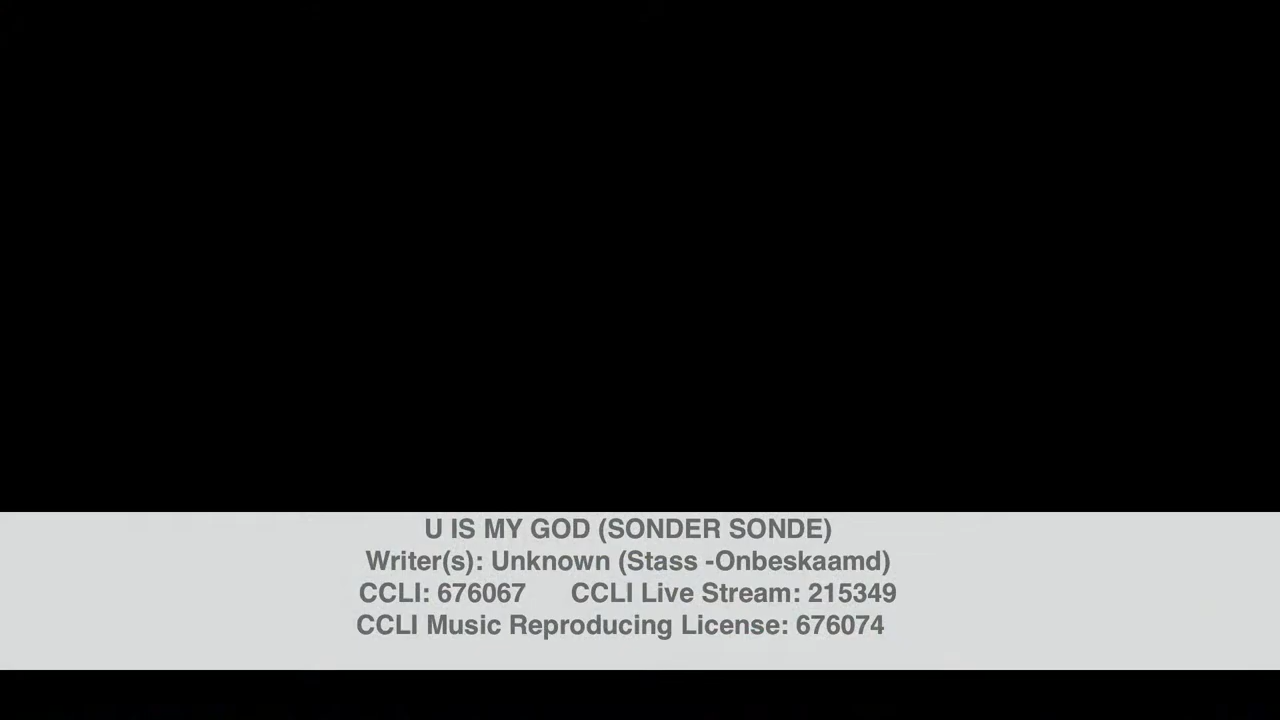 U IS MY GOD (SONDER SONDE)
Writer(s): Unknown (Stass -Onbeskaamd)
CCLI: 676067 CCLI Live Stream: 215349
CCLI Music Reproducing License: 676074